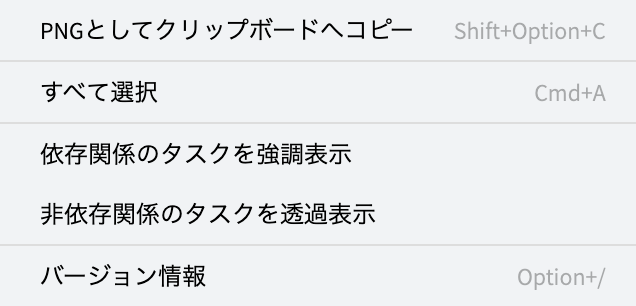 PNGとしてクリップボードへコピー Shift+Option+C
すべて選択 Cmd+A
依存関係のタスクを強調表示
非依存関係のタスクを透過表示
バージョン情報 Option+/